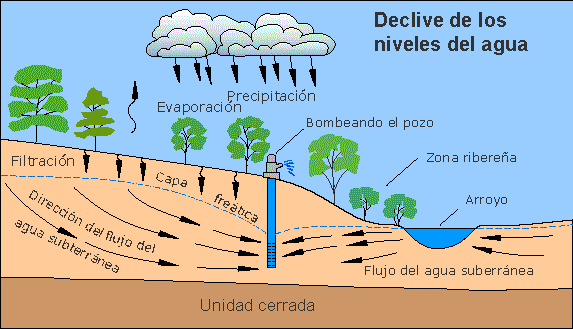 Declive de los
niveles del agua
Precipitación
Evaporación
Bombeando el pozo
Zona ribereña
Filtración
Capa freática
Arroyo
Dirección del flujo del
agua subterránea
Flujo del agua suberránea
Unidad cerrada